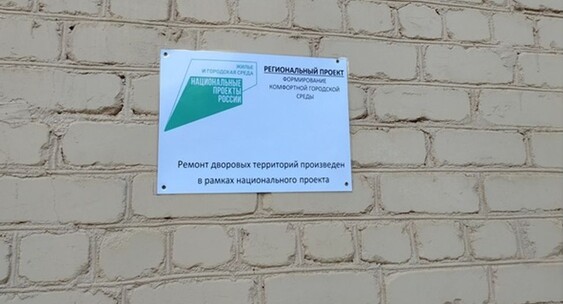 ЖИЛЬЕ
И ГОРОДСКАЯ СРЕДА
НАЦИОНАЛЬНЫЕ
ПРОЕКТЫ
РОССИИ
РЕГИОНАЛЬНЫЙ ПРОЕКТ
ФОРМИРОВАНИЕ
КОМФОРТНОЙ ГОРОДСКОЙ
СРЕДЫ
Ремонт дворовых территорий произведен
в рамках национального проекта